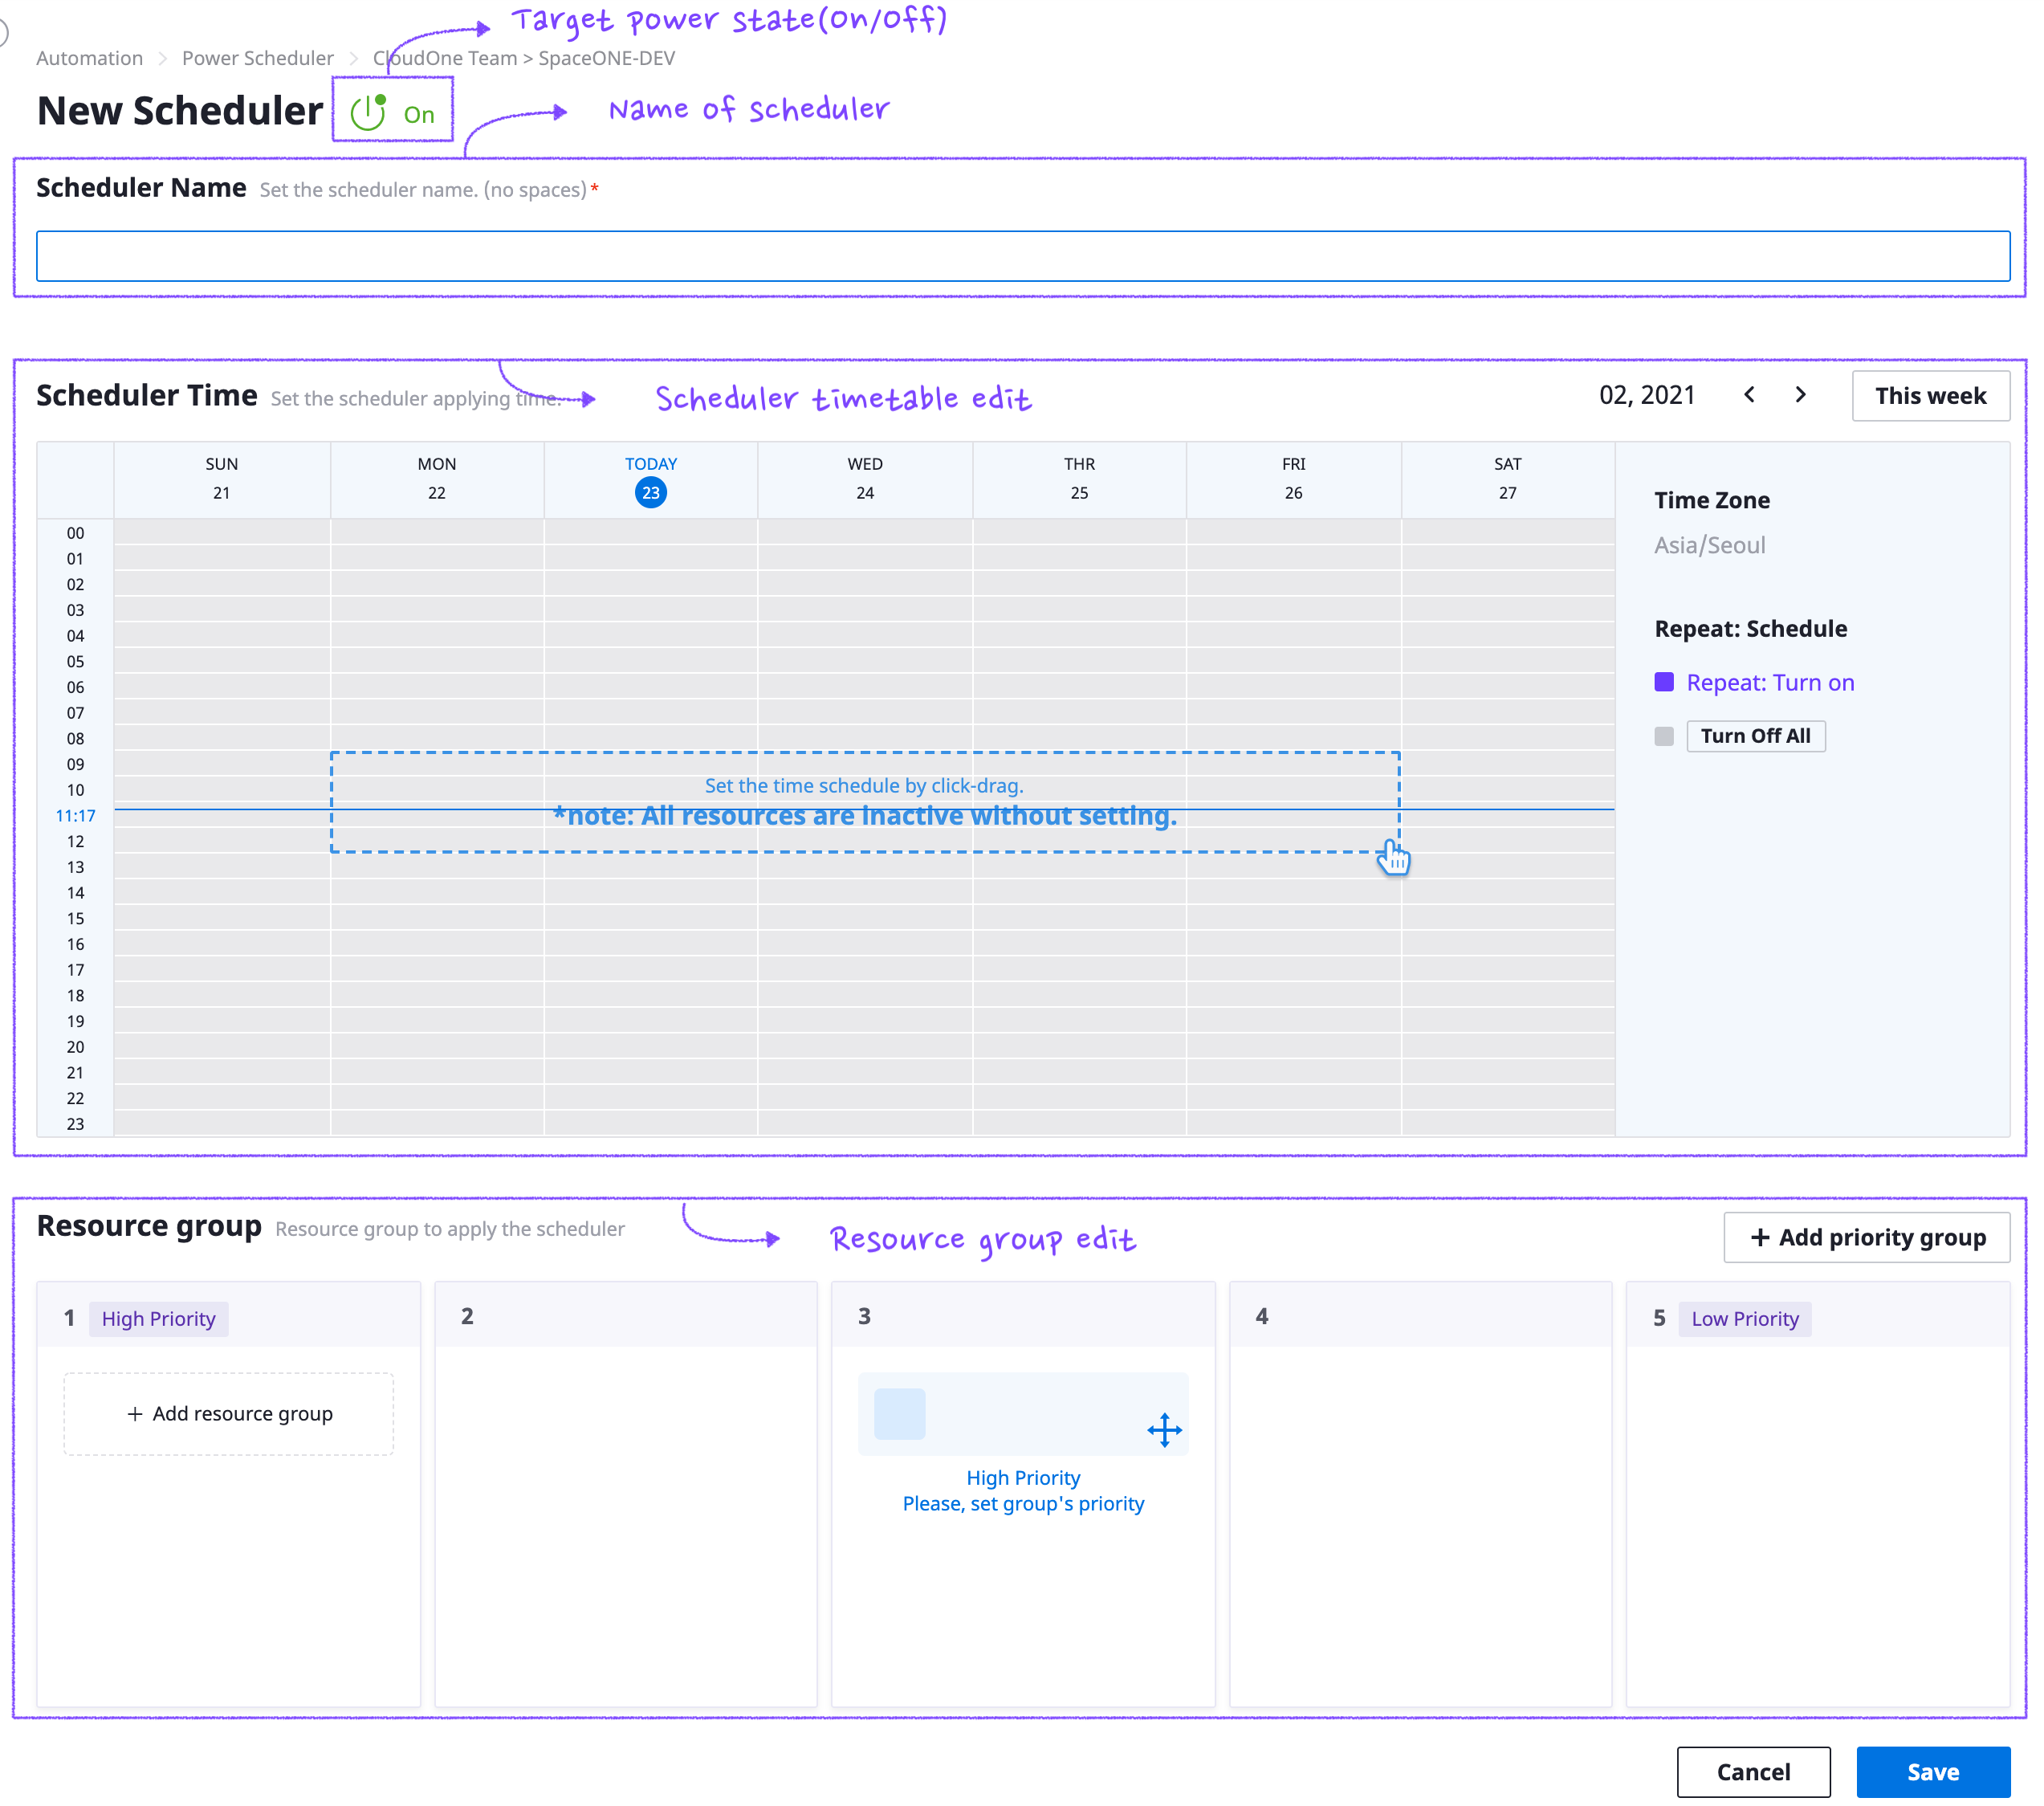 Target power state(on/off)
Automation > Power Scheduler > CloudOne Team > SpaceONE-DEV
New Scheduler On
Name of scheduler
Scheduler Name Set the scheduler name. (no spaces) *
Scheduler Time Set the scheduler applying time.
Scheduler timetable edit
02, 2021 < > This week
SUN MON TODAY WED THR FRI SAT
21 22 23 24 25 26 27
Time Zone
Asia/Seoul
Repeat: Schedule
Repeat: Turn on
Turn Off All
00
01
02
03
04
05
06
07
08
09
10
11:17
12
13
14
15
16
17
18
19
20
21
22
23
Set the time schedule by click-drag.
*note: All resources are inactive without setting.
Resource group Resource group to apply the scheduler
Resource group edit
+ Add priority group
1 High Priority
+ Add resource group
2
3
High Priority
Please, set group's priority
4
5 Low Priority
Cancel
Save